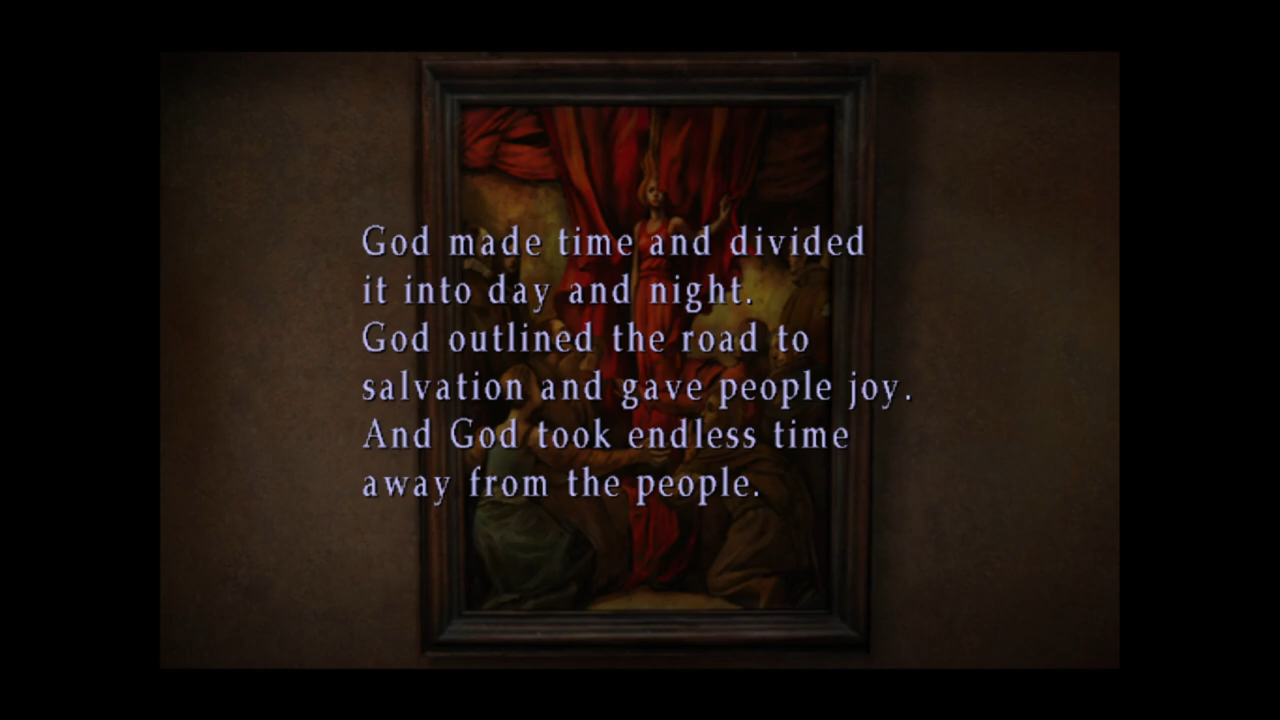 God made time and divided
it into day and night.
God outlined the road to
salvation and gave people joy.
And God took endless time
away from the people.